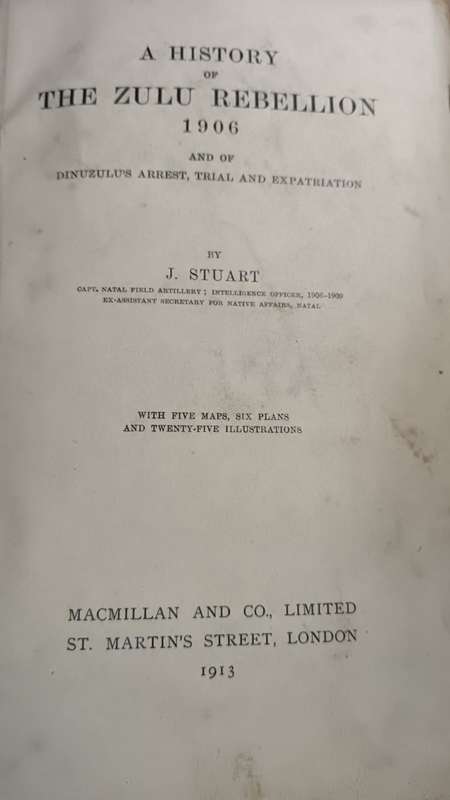 A HISTORY
OF
THE ZULU REBELLION
1906
AND OF
DINUZULU'S ARREST, TRIAL AND EXPATRIATION
BY
J. STUART
CAPT. NATAL FIELD ARTILLERY; INTELLIGENCE OFFICER, 1906-1909
EX-ASSISTANT SECRETARY FOR NATIVE AFFAIRS, NATAL
WITH FIVE MAPS, SIX PLANS
AND TWENTY-FIVE ILLUSTRATIONS
MACMILLAN AND CO., LIMITED
ST. MARTIN'S STREET, LONDON
1913